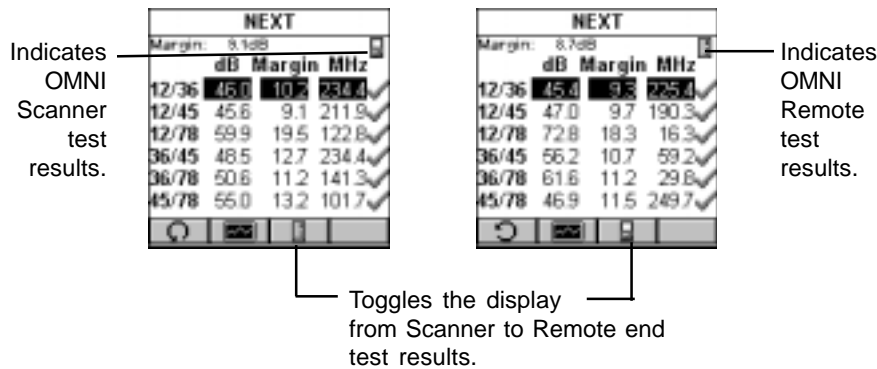 Indicates
OMNI
Scanner
test
results.
NEXT
Margin: 9.1dB
dB Margin MHz
12/36 46.0 10.2 234.4
12/45 45.6 9.1 211.9
12/78 59.9 19.5 122.8
36/45 48.5 12.7 234.4
36/78 50.6 11.2 141.3
45/78 55.0 13.2 101.7
NEXT
Margin: 8.7dB
dB Margin MHz
12/36 45.4 9.3 225.4
12/45 47.0 9.7 190.3
12/78 72.8 18.3 16.3
36/45 56.2 10.7 59.2
36/78 61.6 11.2 29.8
45/78 46.9 11.5 249.7
Indicates
OMNI
Remote
test
results.
Toggles the display
from Scanner to Remote end
test results.